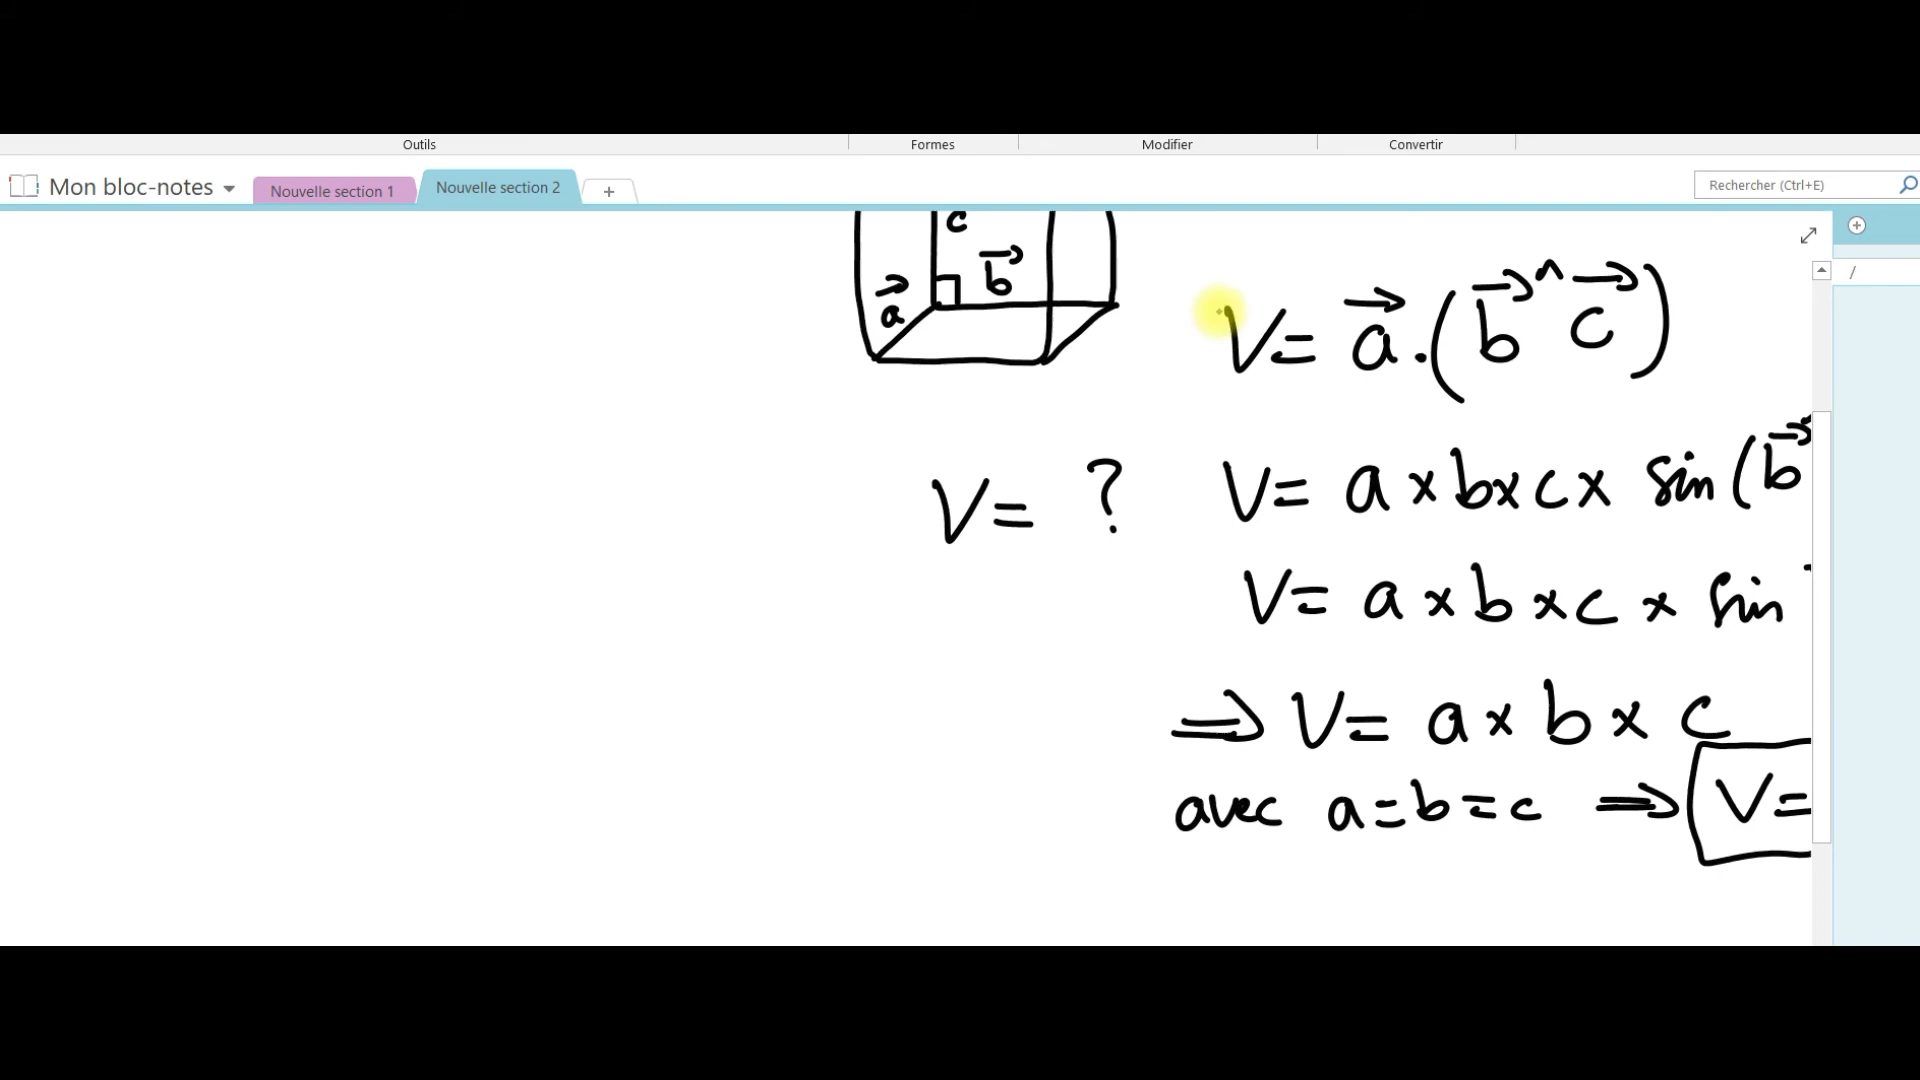 Outils Formes Modifier Convertir
Mon bloc-notes Nouvelle section 1 Nouvelle section 2 + Rechercher (Ctrl+E)
/
c
a⃗ b⃗
V = a⃗ . (b⃗ ^ c⃗)
V = ? V = a × b × c × sin (b⃗
V = a × b × c × sin
⇒ V = a × b × c
avec a = b = c ⇒ V =